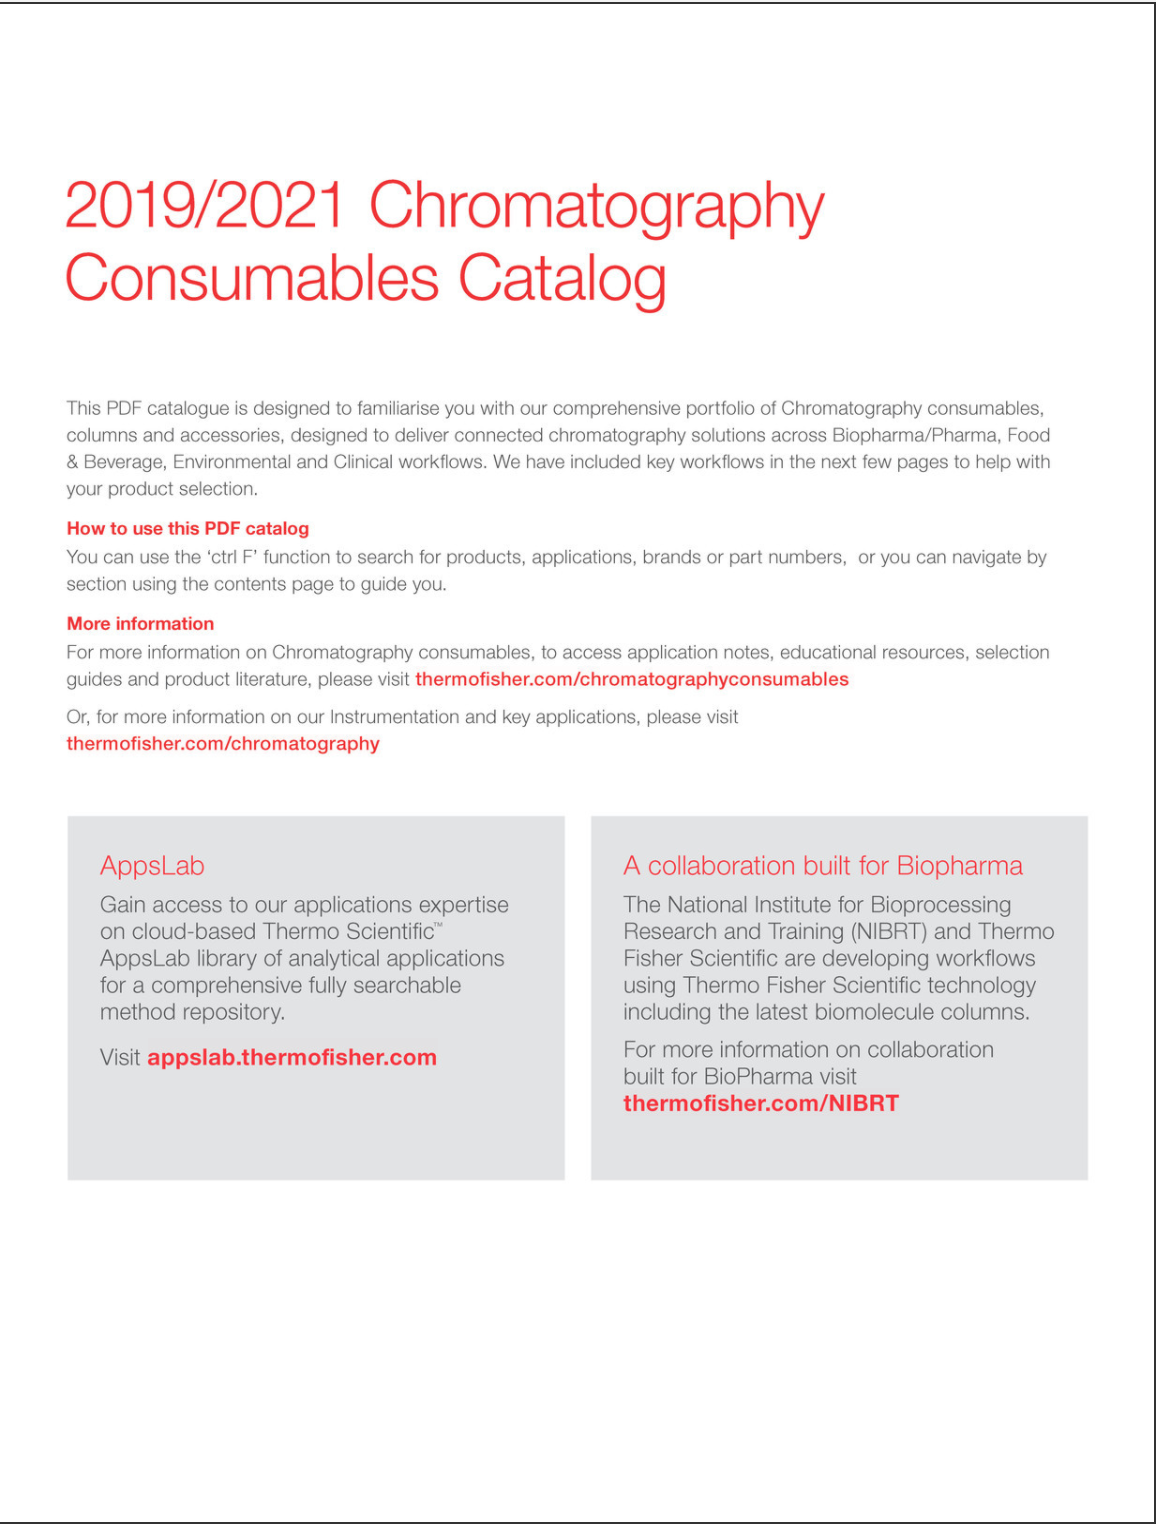 2019/2021 Chromatography
Consumables Catalog
This PDF catalogue is designed to familiarise you with our comprehensive portfolio of Chromatography consumables,
columns and accessories, designed to deliver connected chromatography solutions across Biopharma/Pharma, Food
& Beverage, Environmental and Clinical workflows. We have included key workflows in the next few pages to help with
your product selection.
How to use this PDF catalog
You can use the ‘ctrl F’ function to search for products, applications, brands or part numbers,  or you can navigate by
section using the contents page to guide you.
More information
For more information on Chromatography consumables, to access application notes, educational resources, selection
guides and product literature, please visit thermofisher.com/chromatographyconsumables
Or, for more information on our Instrumentation and key applications, please visit
thermofisher.com/chromatography
AppsLab
Gain access to our applications expertise
on cloud-based Thermo Scientific™
AppsLab library of analytical applications
for a comprehensive fully searchable
method repository.
Visit appslab.thermofisher.com
A collaboration built for Biopharma
The National Institute for Bioprocessing
Research and Training (NIBRT) and Thermo
Fisher Scientific are developing workflows
using Thermo Fisher Scientific technology
including the latest biomolecule columns.
For more information on collaboration
built for BioPharma visit
thermofisher.com/NIBRT